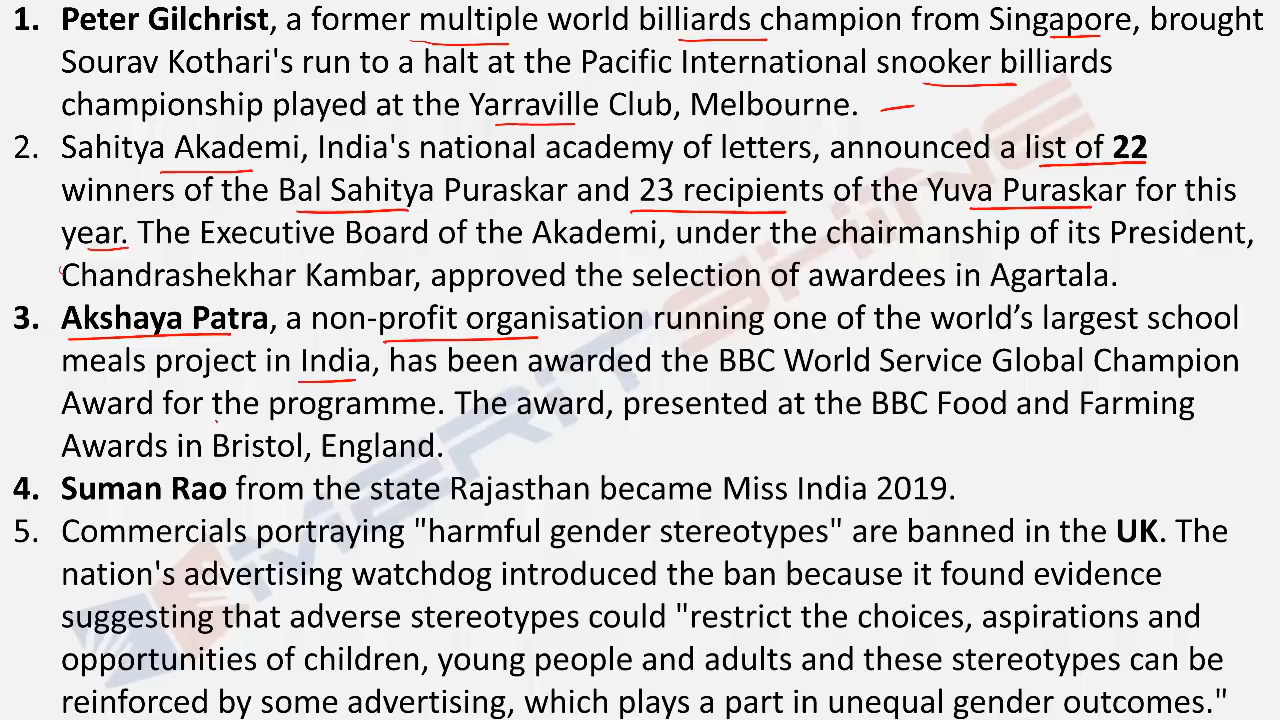 1. Peter Gilchrist, a former multiple world billiards champion from Singapore, brought
Sourav Kothari's run to a halt at the Pacific International snooker billiards
championship played at the Yarraville Club, Melbourne.
2. Sahitya Akademi, India's national academy of letters, announced a list of 22
winners of the Bal Sahitya Puraskar and 23 recipients of the Yuva Puraskar for this
year. The Executive Board of the Akademi, under the chairmanship of its President,
Chandrashekhar Kambar, approved the selection of awardees in Agartala.
3. Akshaya Patra, a non-profit organisation running one of the world’s largest school
meals project in India, has been awarded the BBC World Service Global Champion
Award for the programme. The award, presented at the BBC Food and Farming
Awards in Bristol, England.
4. Suman Rao from the state Rajasthan became Miss India 2019.
5. Commercials portraying "harmful gender stereotypes" are banned in the UK. The
nation's advertising watchdog introduced the ban because it found evidence
suggesting that adverse stereotypes could "restrict the choices, aspirations and
opportunities of children, young people and adults and these stereotypes can be
reinforced by some advertising, which plays a part in unequal gender outcomes."
MERIT SHINE